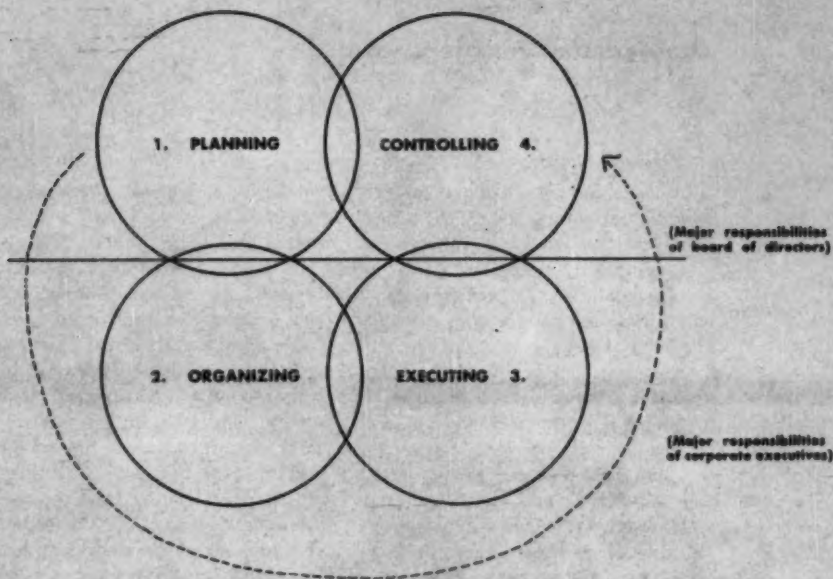 1. PLANNING
CONTROLLING 4.
(Major responsibilities
of board of directors)
2. ORGANIZING
EXECUTING 3.
(Major responsibilities
of corporate executives)